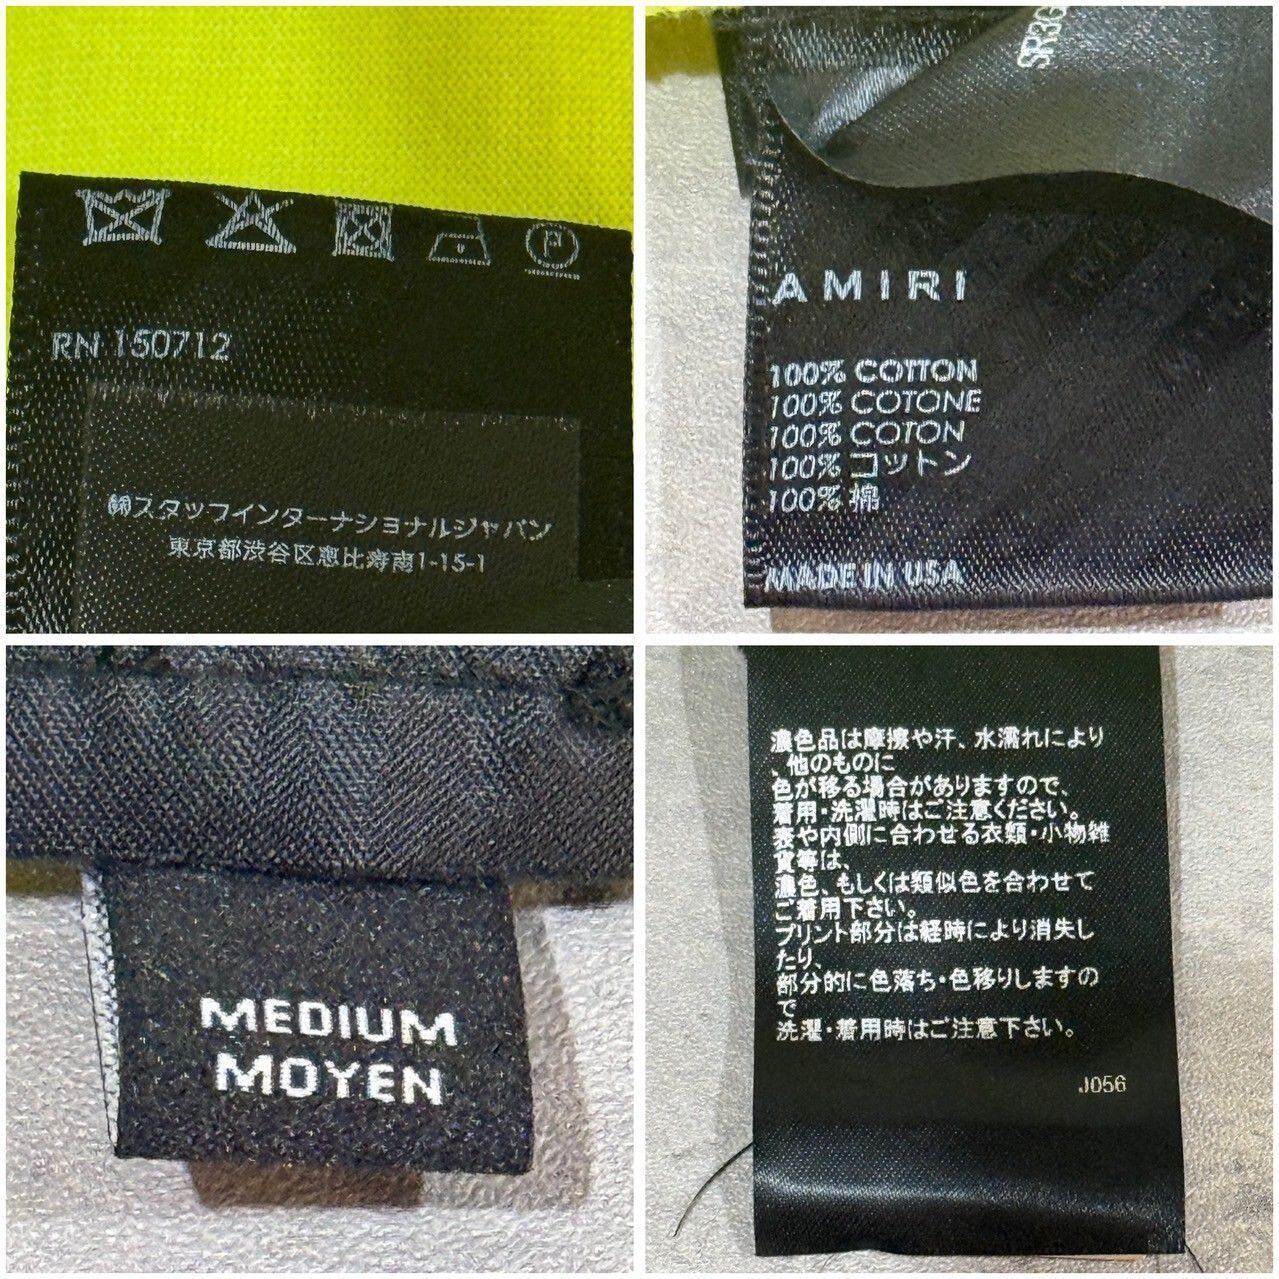 RN 150712
㈱スタッフインターナショナルジャパン
東京都渋谷区恵比寿南1-15-1
SR3G
AMIRI
100% COTTON
100% COTONE
100% COTON
100% コットン
100% 棉
MADE IN USA
MEDIUM
MOYEN
濃色品は摩擦や汗、水濡れにより
、他のものに
色が移る場合がありますので、
着用・洗濯時はご注意ください。
表や内側に合わせる衣類・小物雑
貨等は、
濃色、もしくは類似色を合わせて
ご着用下さい。
プリント部分は経時により消失し
たり、
部分的に色落ち・色移りしますの
で
洗濯・着用時はご注意下さい。
J056